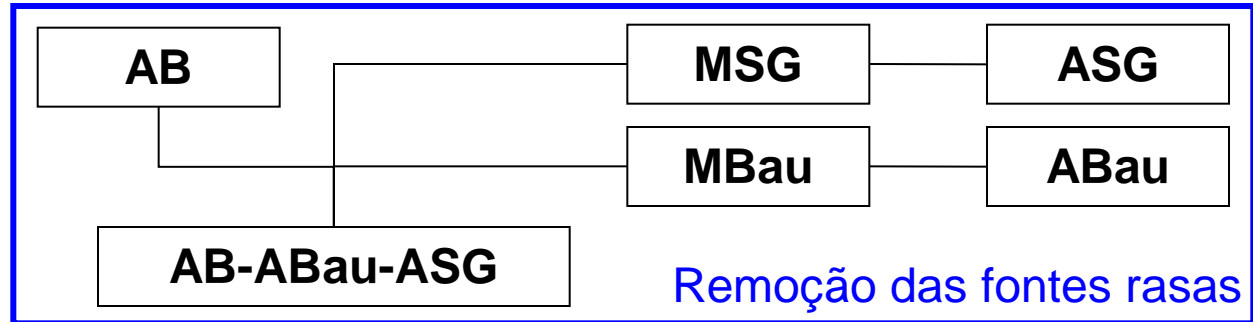 AB
MSG
ASG
MBau
ABau
AB-ABau-ASG
Remoção das fontes rasas